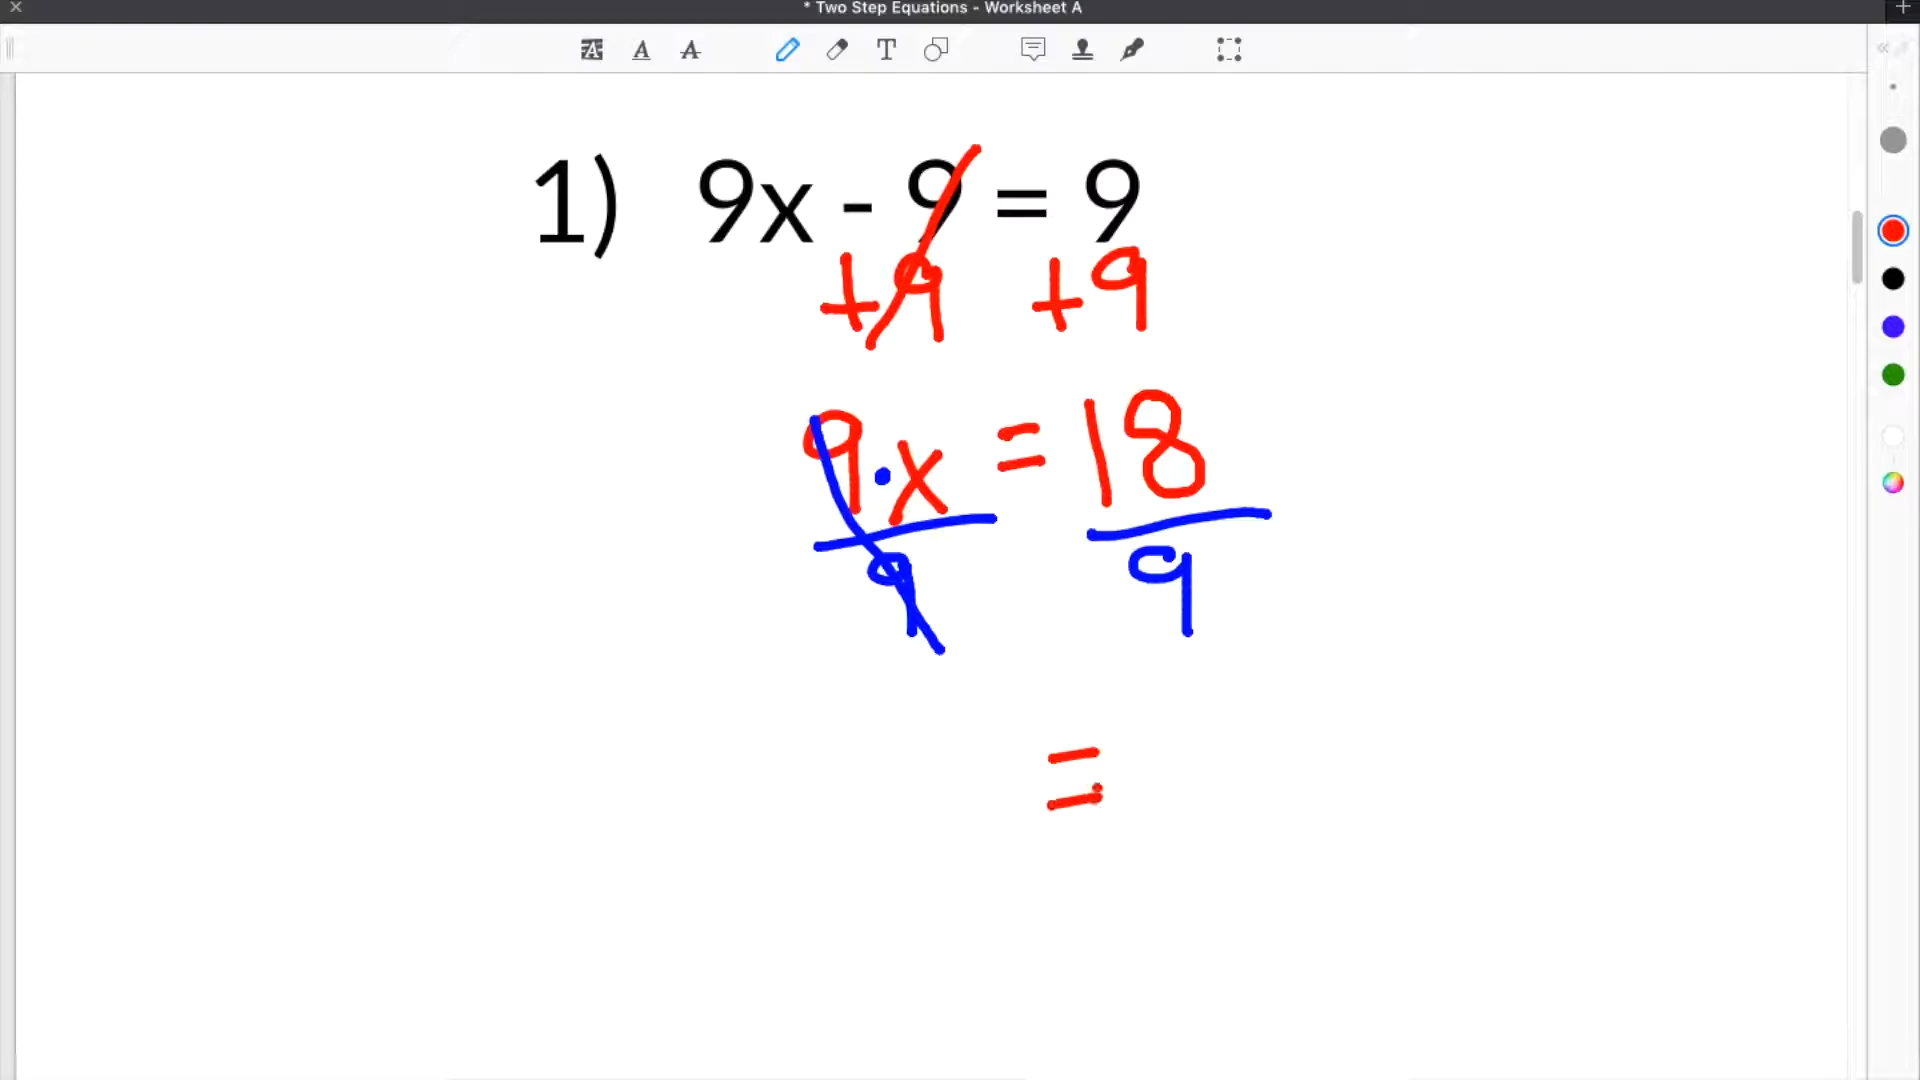 * Two Step Equations - Worksheet A
A A A T
1) 9x - 9 = 9
+9 +9
9·x = 18
9 9
=